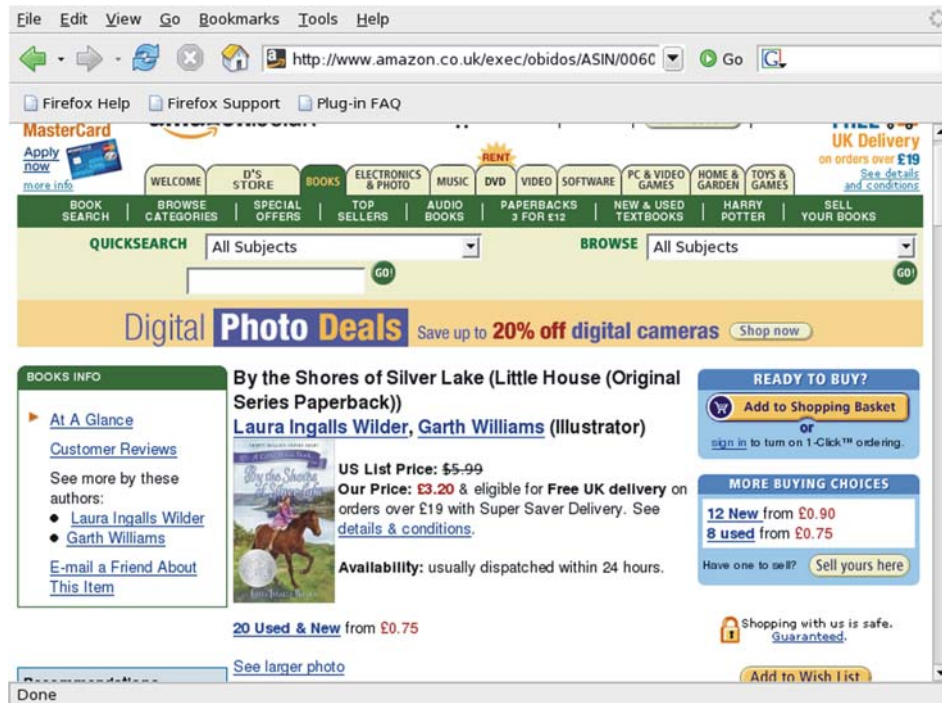 File Edit View Go Bookmarks Tools Help
http://www.amazon.co.uk/exec/obidos/ASIN/0060 Go G
Firefox Help Firefox Support Plug-in FAQ
MasterCard
Apply
now
more info
UK Delivery
on orders over £19
See details
and conditions
RENT
WELCOME D'S STORE BOOKS ELECTRONICS & PHOTO MUSIC DVD VIDEO SOFTWARE PC & VIDEO GAMES HOME & GARDEN TOYS & GAMES
BOOK SEARCH | BROWSE CATEGORIES | SPECIAL OFFERS | TOP SELLERS | AUDIO BOOKS | PAPERBACKS 3 FOR £12 | NEW & USED TEXTBOOKS | HARRY POTTER | SELL YOUR BOOKS
QUICKSEARCH All Subjects BROWSE All Subjects
GO! GO!
Digital Photo Deals Save up to 20% off digital cameras Shop now
BOOKS INFO
At A Glance
Customer Reviews
See more by these
authors:
Laura Ingalls Wilder
Garth Williams
E-mail a Friend About
This Item
By the Shores of Silver Lake (Little House (Original
Series Paperback))
Laura Ingalls Wilder, Garth Williams (Illustrator)
By the Shores
of Silver Lake
US List Price: $5.99
Our Price: £3.20 & eligible for Free UK delivery on
orders over £19 with Super Saver Delivery. See
details & conditions.
Availability: usually dispatched within 24 hours.
20 Used & New from £0.75
See larger photo
READY TO BUY?
Add to Shopping Basket
or
sign in to turn on 1-Click™ ordering.
MORE BUYING CHOICES
12 New from £0.90
8 used from £0.75
Have one to sell? Sell yours here
Shopping with us is safe.
Guaranteed.
Add to Wish List
Done